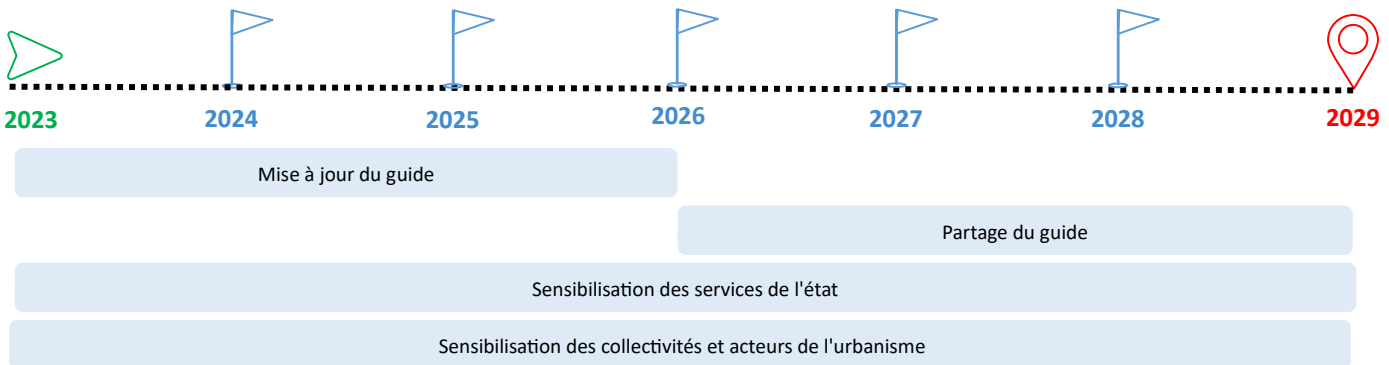 2023 2024 2025 2026 2027 2028 2029
Mise à jour du guide
Partage du guide
Sensibilisation des services de l'état
Sensibilisation des collectivités et acteurs de l'urbanisme